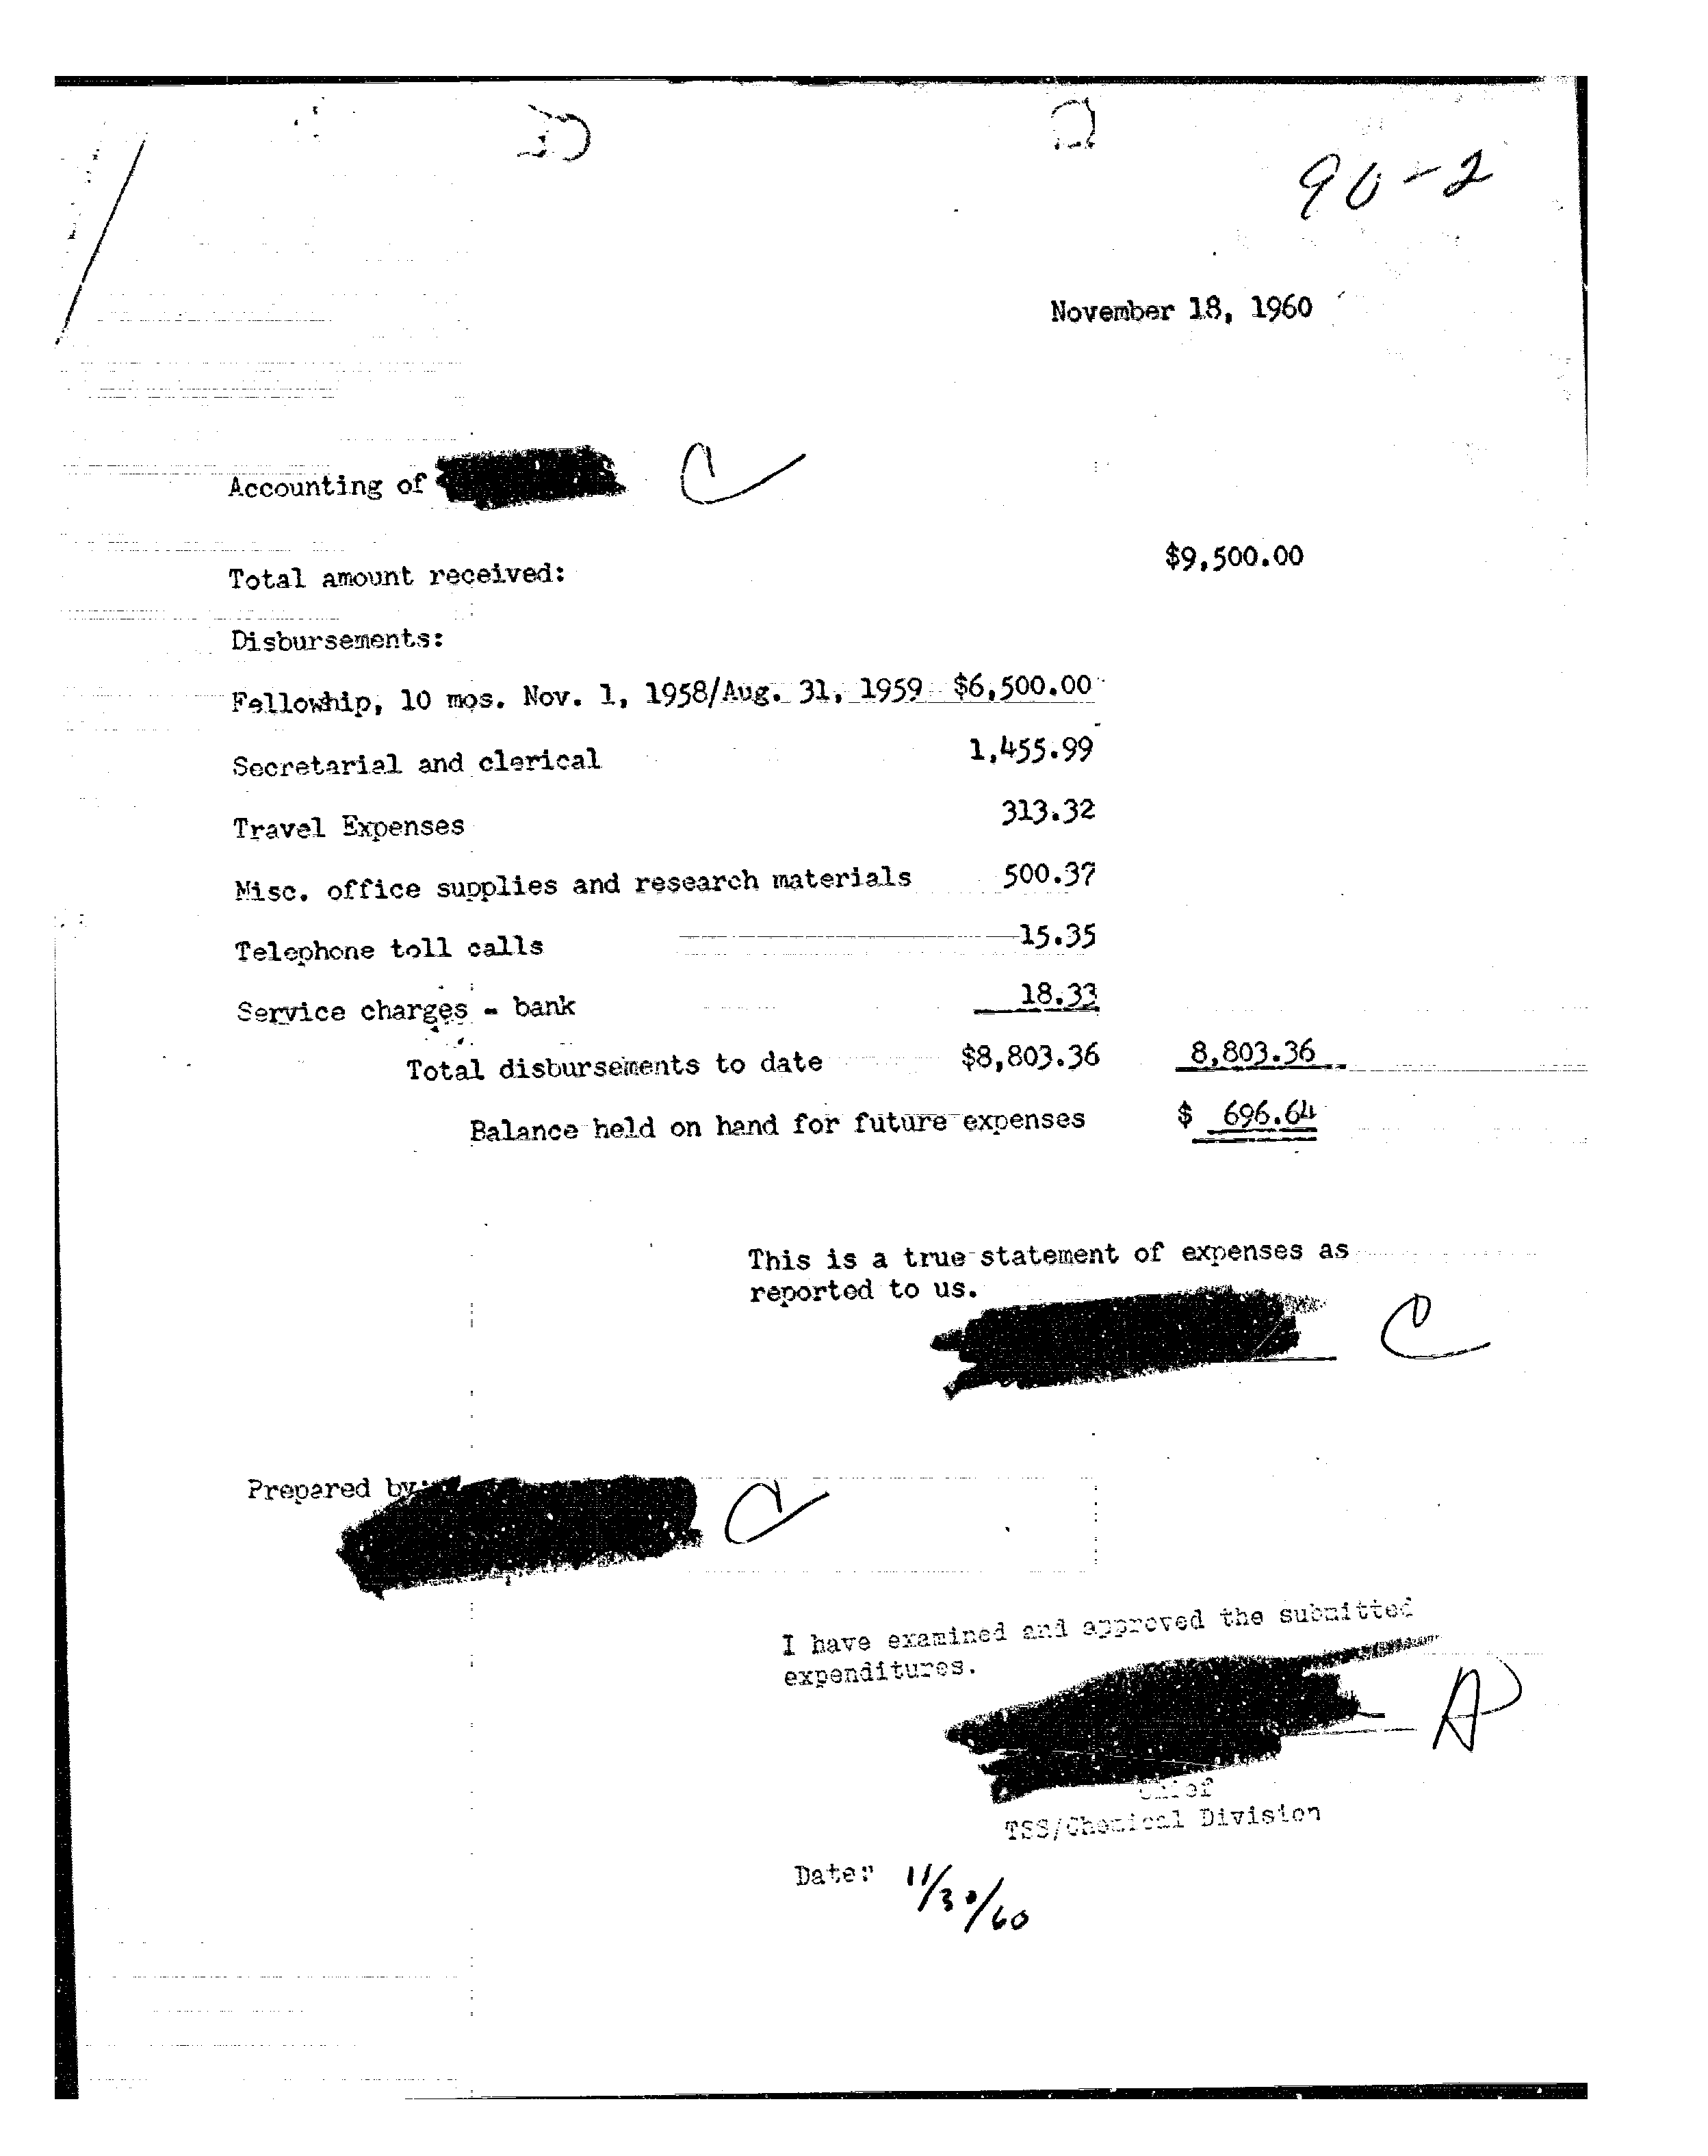 90-2
November 18, 1960
Accounting of C
Total amount received: $9,500.00
Disbursements:
Fellowhip, 10 mos. Nov. 1, 1958/Aug. 31, 1959 $6,500.00
Secretarial and clerical 1,455.99
Travel Expenses 313.32
Misc. office supplies and research materials 500.37
Telephone toll calls 15.35
Service charges - bank 18.33
Total disbursements to date $8,803.36 8,803.36
Balance held on hand for future expenses $ 696.64
This is a true statement of expenses as
reported to us.
C
Prepared by: C
I have examined and approved the submitted
expenditures.
A
Chief
TSS/Chemical Division
Date: 11/30/60